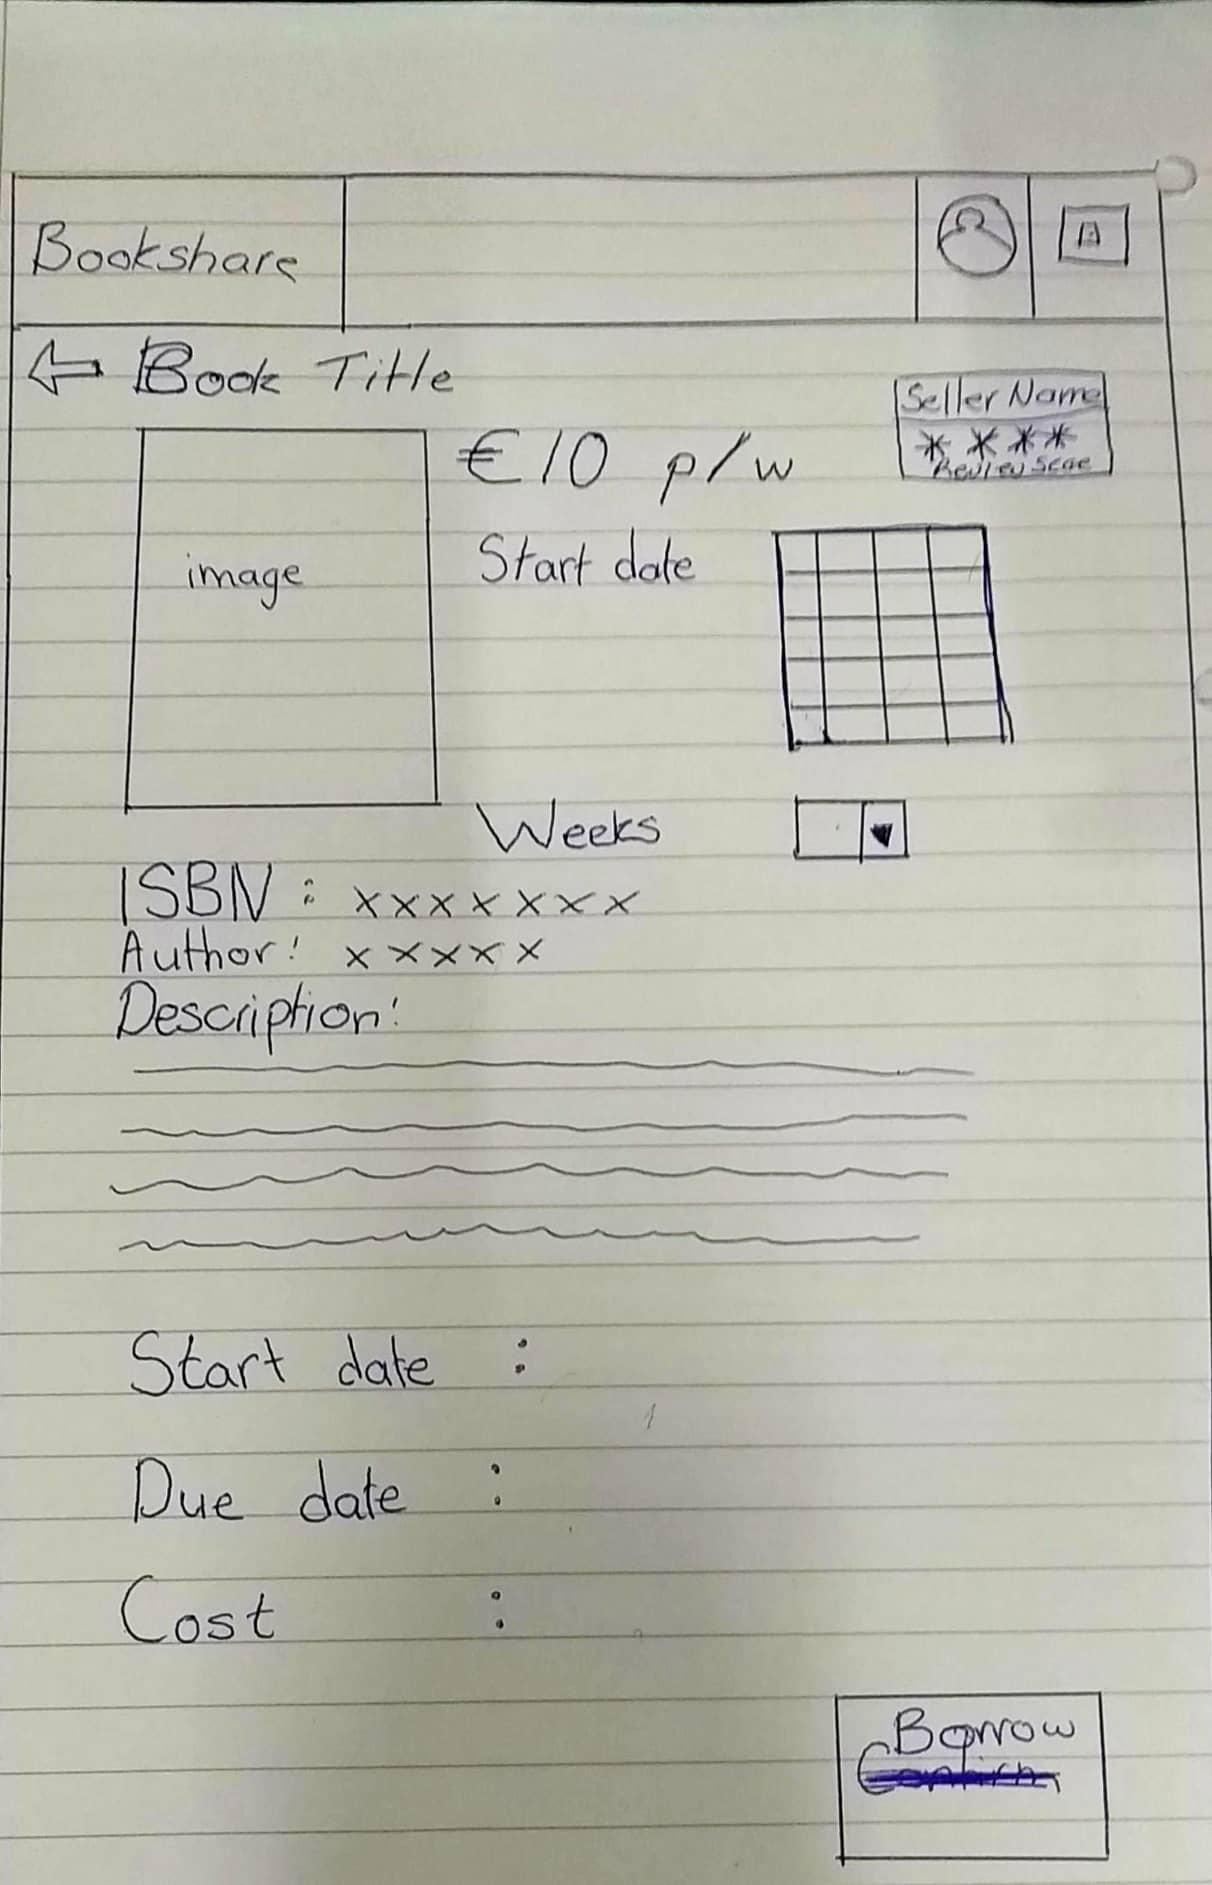 Bookshare
Book Title
Seller Name
€10 p/w
Review Score
image
Start date
Weeks
ISBN : xxxxxxx
Author: xxxxx
Description:
Start date :
Due date :
Cost :
Borrow
Confirm